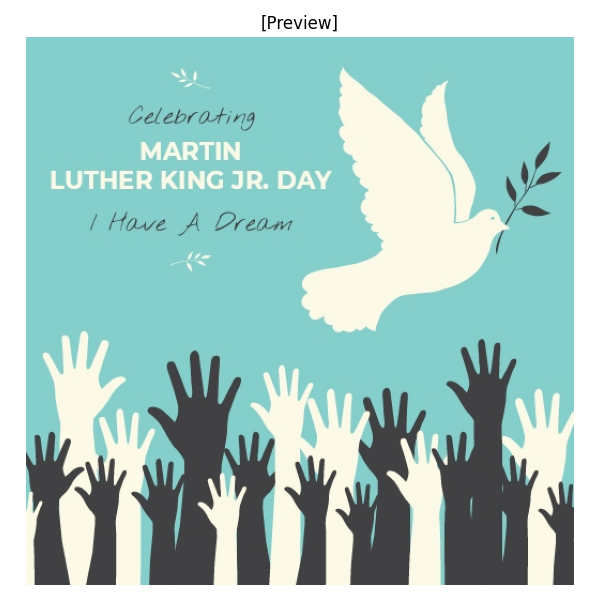 [Preview]
Celebrating
MARTIN
LUTHER KING JR. DAY
I Have A Dream